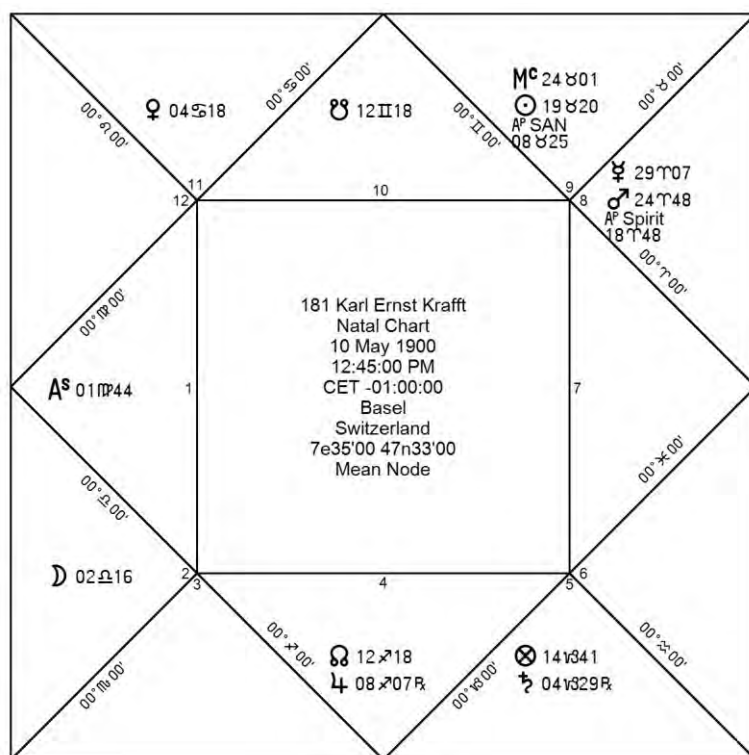 ♀ 04♋18
00°♌00'
00°♋00'
☋ 12♊18
00°♊00'
Mc 24♉01
☉ 19♉20
AP SAN
08♉25
00°♉00'
11
12
10
9
8
☿ 29♈07
♂ 24♈48
AP Spirit
18♈48
00°♈00'
00°♍00'
181 Karl Ernst Krafft
Natal Chart
10 May 1900
12:45:00 PM
CET -01:00:00
Basel
Switzerland
7e35'00 47n33'00
Mean Node
As 01♍44
1
7
00°♎00'
00°♓00'
☽ 02♎16
2
3
4
5
6
00°♏00'
00°♐00'
☊ 12♐18
♃ 08♐07℞
00°♑00'
⊗ 14♑41
♄ 04♑29℞
00°♒00'